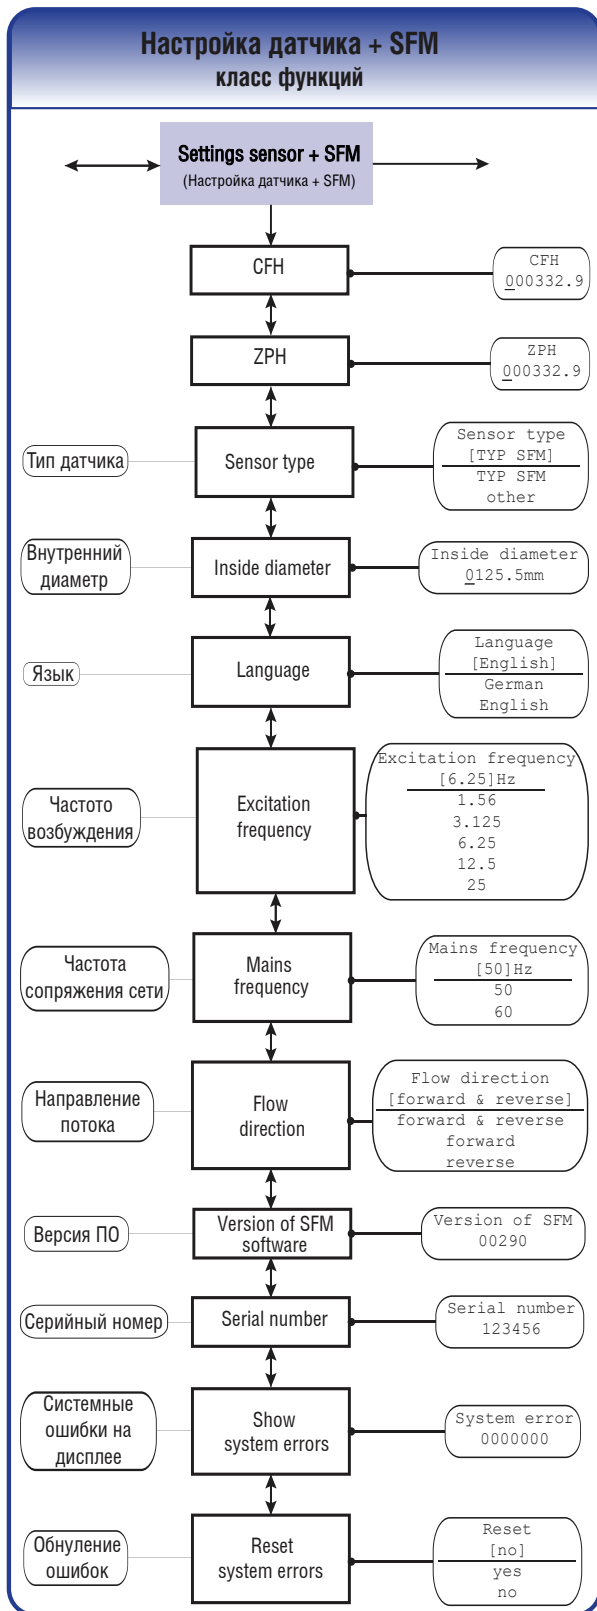 Настройка датчика + SFM
класс функций
Settings sensor + SFM
(Настройка датчика + SFM)
CFH
CFH
000332.9
ZPH
ZPH
000332.9
Тип датчика
Sensor type
Sensor type
[TYP SFM]
TYP SFM
other
Внутренний
диаметр
Inside diameter
Inside diameter
0125.5mm
Язык
Language
Language
[English]
German
English
Частото
возбуждения
Excitation
frequency
Excitation frequency
[6.25]Hz
1.56
3.125
6.25
12.5
25
Частота
сопряжения сети
Mains
frequency
Mains frequency
[50]Hz
50
60
Направление
потока
Flow
direction
Flow direction
[forward & reverse]
forward & reverse
forward
reverse
Версия ПО
Version of SFM
software
Version of SFM
00290
Серийный номер
Serial number
Serial number
123456
Системные
ошибки на
дисплее
Show
system errors
System error
0000000
Обнуление
ошибок
Reset
system errors
Reset
[no]
yes
no